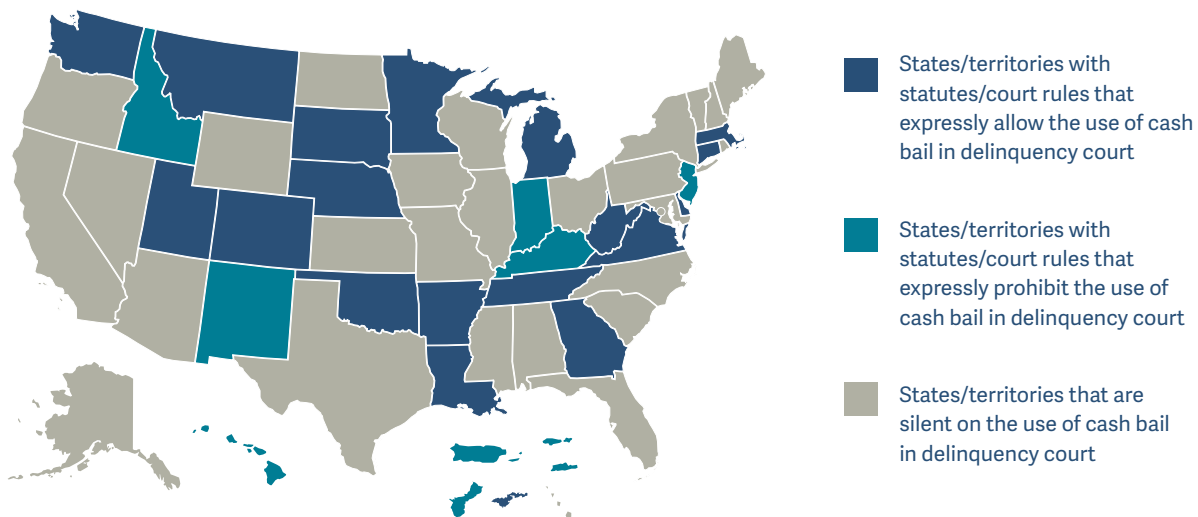 States/territories with
statutes/court rules that
expressly allow the use of cash
bail in delinquency court
States/territories with
statutes/court rules that
expressly prohibit the use of
cash bail in delinquency court
States/territories that are
silent on the use of cash bail
in delinquency court